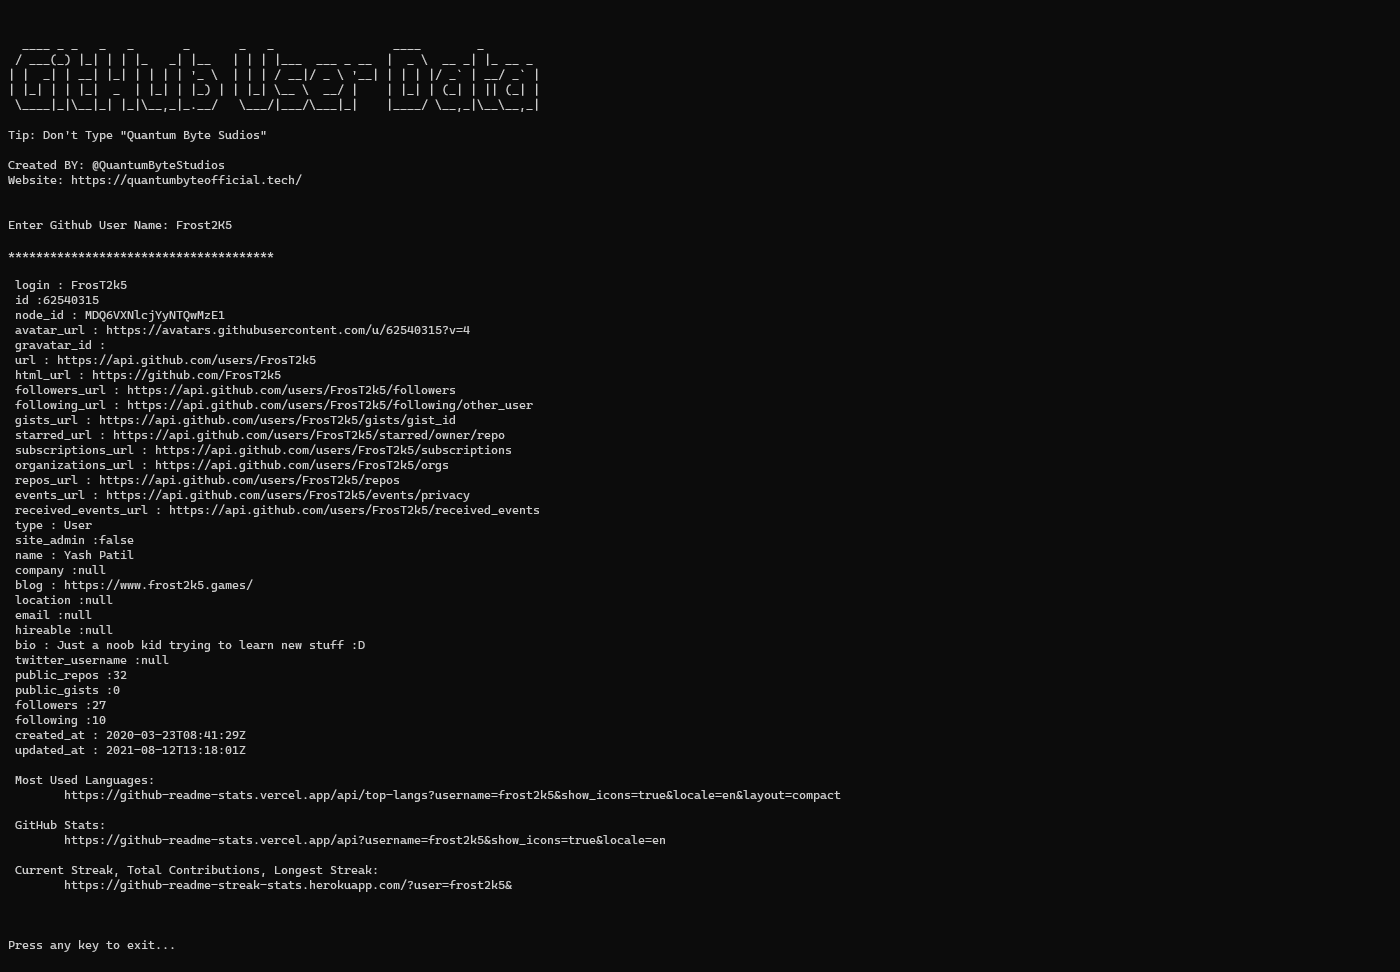 GitHub User Data
Tip: Don't Type "Quantum Byte Sudios"
Created BY: @QuantumByteStudios
Website: https://quantumbyteofficial.tech/
Enter Github User Name: Frost2K5
**************************************
login : FrosT2k5
id :62540315
node_id : MDQ6VXNlcjYyNTQwMzE1
avatar_url : https://avatars.githubusercontent.com/u/62540315?v=4
gravatar_id :
url : https://api.github.com/users/FrosT2k5
html_url : https://github.com/FrosT2k5
followers_url : https://api.github.com/users/FrosT2k5/followers
following_url : https://api.github.com/users/FrosT2k5/following/other_user
gists_url : https://api.github.com/users/FrosT2k5/gists/gist_id
starred_url : https://api.github.com/users/FrosT2k5/starred/owner/repo
subscriptions_url : https://api.github.com/users/FrosT2k5/subscriptions
organizations_url : https://api.github.com/users/FrosT2k5/orgs
repos_url : https://api.github.com/users/FrosT2k5/repos
events_url : https://api.github.com/users/FrosT2k5/events/privacy
received_events_url : https://api.github.com/users/FrosT2k5/received_events
type : User
site_admin :false
name : Yash Patil
company :null
blog : https://www.frost2k5.games/
location :null
email :null
hireable :null
bio : Just a noob kid trying to learn new stuff :D
twitter_username :null
public_repos :32
public_gists :0
followers :27
following :10
created_at : 2020-03-23T08:41:29Z
updated_at : 2021-08-12T13:18:01Z
Most Used Languages:
https://github-readme-stats.vercel.app/api/top-langs?username=frost2k5&show_icons=true&locale=en&layout=compact
GitHub Stats:
https://github-readme-stats.vercel.app/api?username=frost2k5&show_icons=true&locale=en
Current Streak, Total Contributions, Longest Streak:
https://github-readme-streak-stats.herokuapp.com/?user=frost2k5&
Press any key to exit...